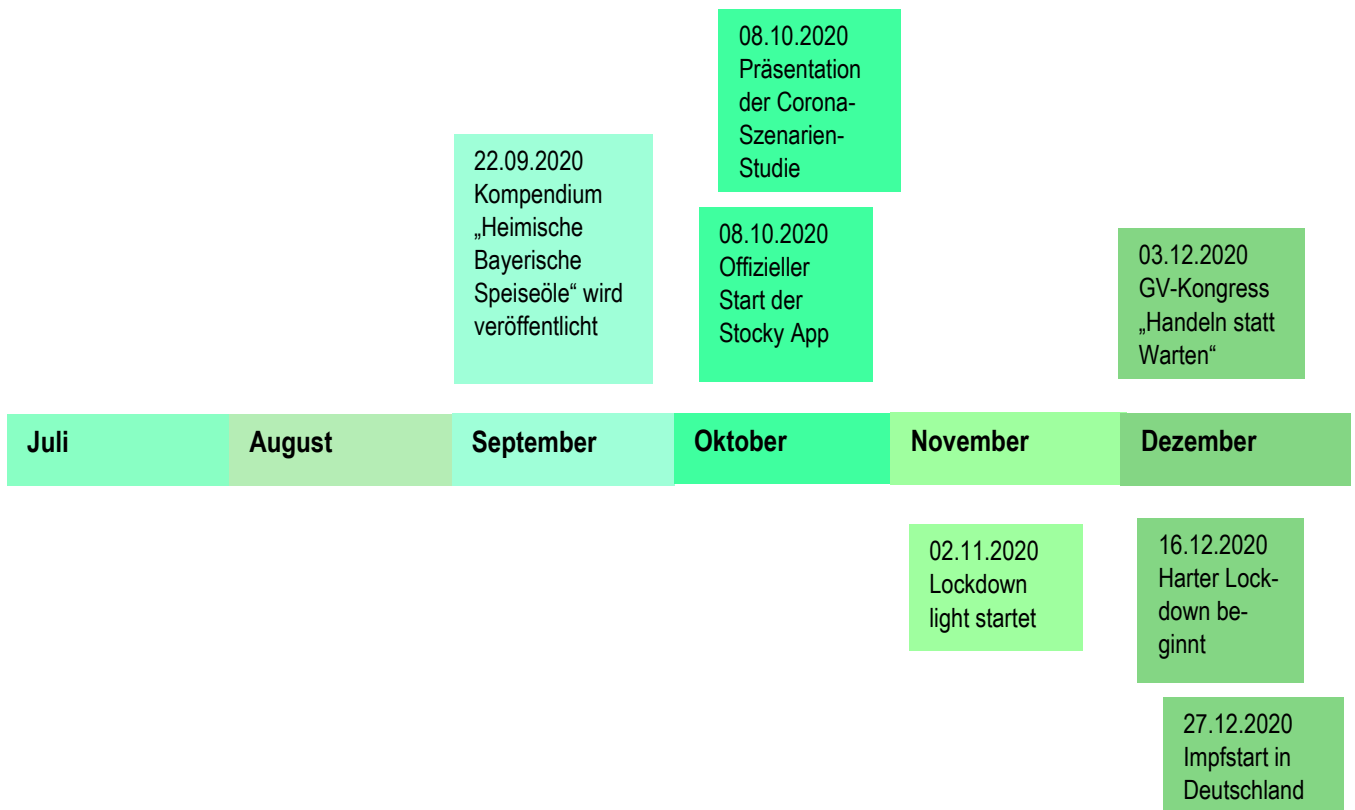 08.10.2020
Präsentation
der Corona-
Szenarien-
Studie
22.09.2020
Kompendium
„Heimische
Bayerische
Speiseöle“ wird
veröffentlicht
08.10.2020
Offizieller
Start der
Stocky App
03.12.2020
GV-Kongress
„Handeln statt
Warten“
Juli
August
September
Oktober
November
Dezember
02.11.2020
Lockdown
light startet
16.12.2020
Harter Lock-
down be-
ginnt
27.12.2020
Impfstart in
Deutschland